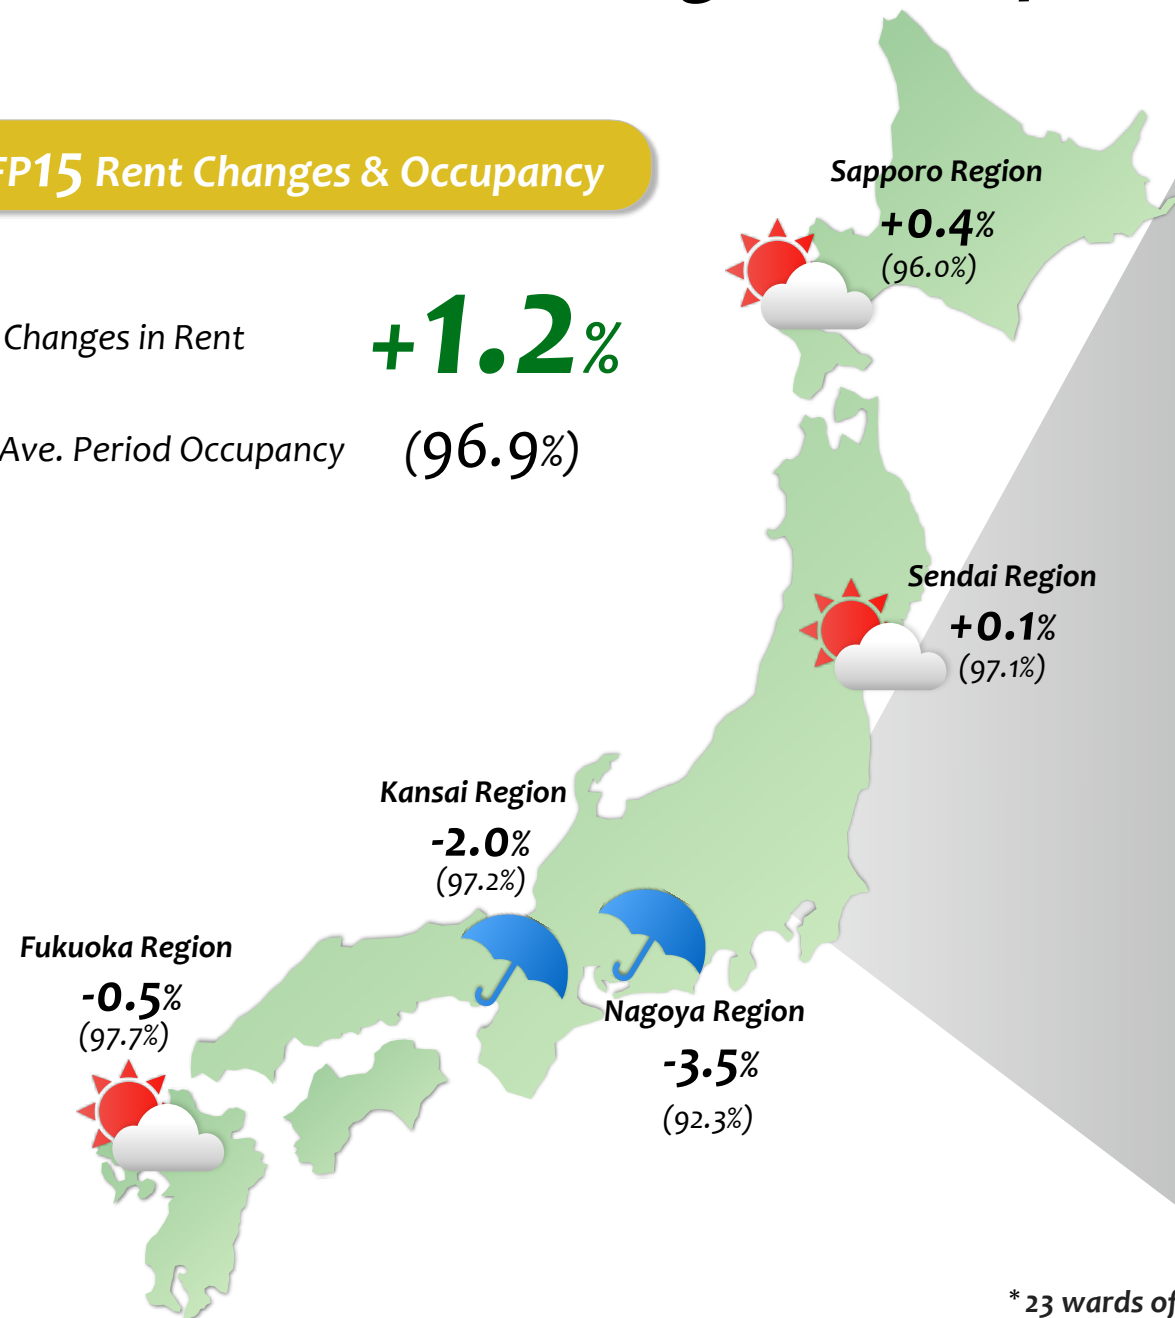 FP15 Rent Changes & Occupancy
Changes in Rent +1.2%
Ave. Period Occupancy (96.9%)
Sapporo Region
+0.4%
(96.0%)
Sendai Region
+0.1%
(97.1%)
Kansai Region
-2.0%
(97.2%)
Fukuoka Region
-0.5%
(97.7%)
Nagoya Region
-3.5%
(92.3%)
* 23 wards of